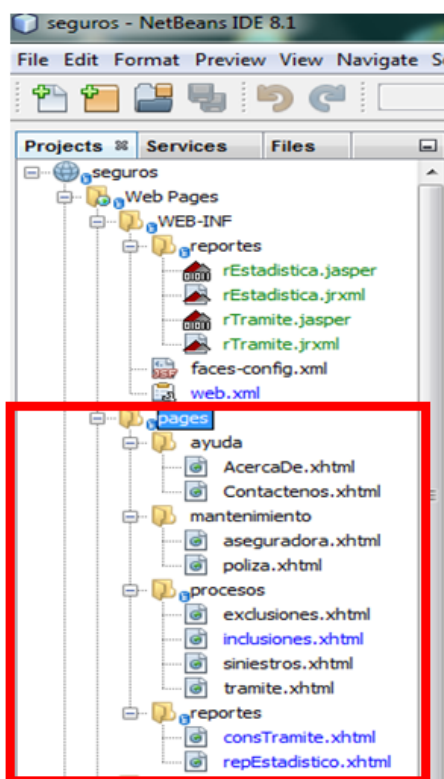 seguros - NetBeans IDE 8.1
File Edit Format Preview View Navigate S
Projects Services Files
seguros
Web Pages
WEB-INF
reportes
rEstadistica.jasper
rEstadistica.jrxml
rTramite.jasper
rTramite.jrxml
faces-config.xml
web.xml
pages
ayuda
AcercaDe.xhtml
Contactenos.xhtml
mantenimiento
aseguradora.xhtml
poliza.xhtml
procesos
exclusiones.xhtml
inclusiones.xhtml
siniestros.xhtml
tramite.xhtml
reportes
consTramite.xhtml
repEstadistico.xhtml